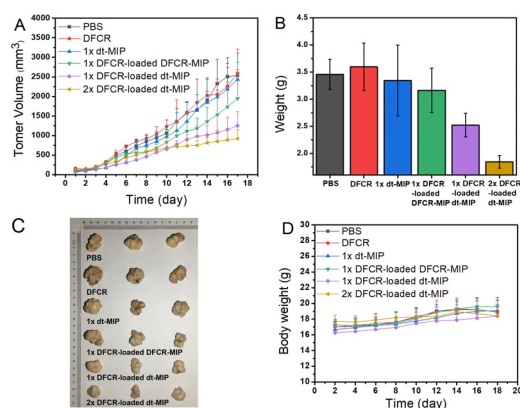 A
Tomer Volume (mm3)
3500
3000
2500
2000
1500
1000
500
0
PBS
DFCR
1x dt-MIP
1x DFCR-loaded DFCR-MIP
1x DFCR-loaded dt-MIP
2x DFCR-loaded dt-MIP
0 2 4 6 8 10 12 14 16 18
Time (day)
B
Weight (g)
4.0
3.5
3.0
2.5
2.0
1.5
PBS DFCR 1x dt-MIP 1x DFCR 1x DFCR 2x DFCR
-loaded -loaded -loaded
DFCR-MIP dt-MIP dt-MIP
C
PBS
DFCR
1x dt-MIP
1x DFCR-loaded DFCR-MIP
1x DFCR-loaded dt-MIP
2x DFCR-loaded dt-MIP
D
Body weight (g)
30
28
26
24
22
20
18
16
14
12
10
PBS
DFCR
1x dt-MIP
1x DFCR-loaded DFCR-MIP
1x DFCR-loaded dt-MIP
2x DFCR-loaded dt-MIP
0 2 4 6 8 10 12 14 16 18 20
Time (day)